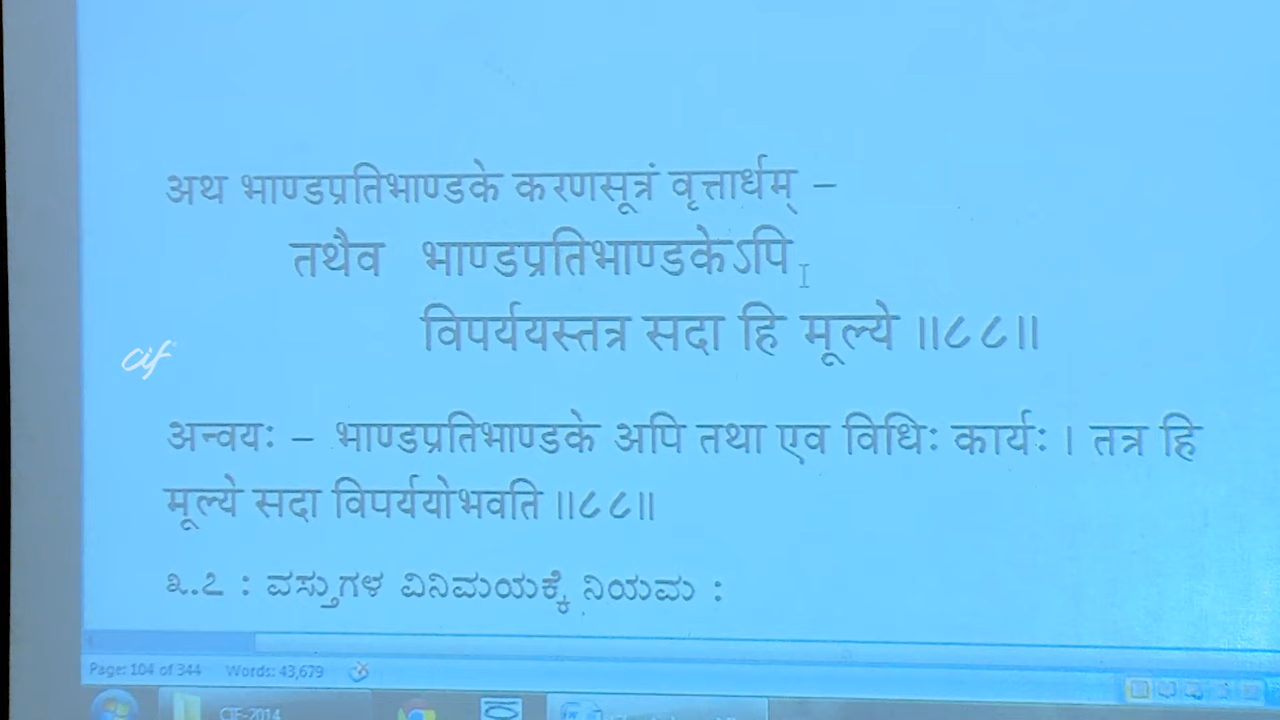 अथ भाण्डप्रतिभाण्डके करणसूत्रं वृत्तार्धम् –
तथैव भाण्डप्रतिभाण्डकेऽपि
विपर्ययस्तत्र सदा हि मूल्ये ॥८८॥
cif
अन्वयः – भाण्डप्रतिभाण्डके अपि तथा एव विधिः कार्यः । तत्र हि
मूल्ये सदा विपर्ययोभवति ॥८८॥
೩.೭ : ವಸ್ತುಗಳ ವಿನಿಮಯಕ್ಕೆ ನಿಯಮ :
Page: 104 of 344 Words: 43,679
CIF-2014